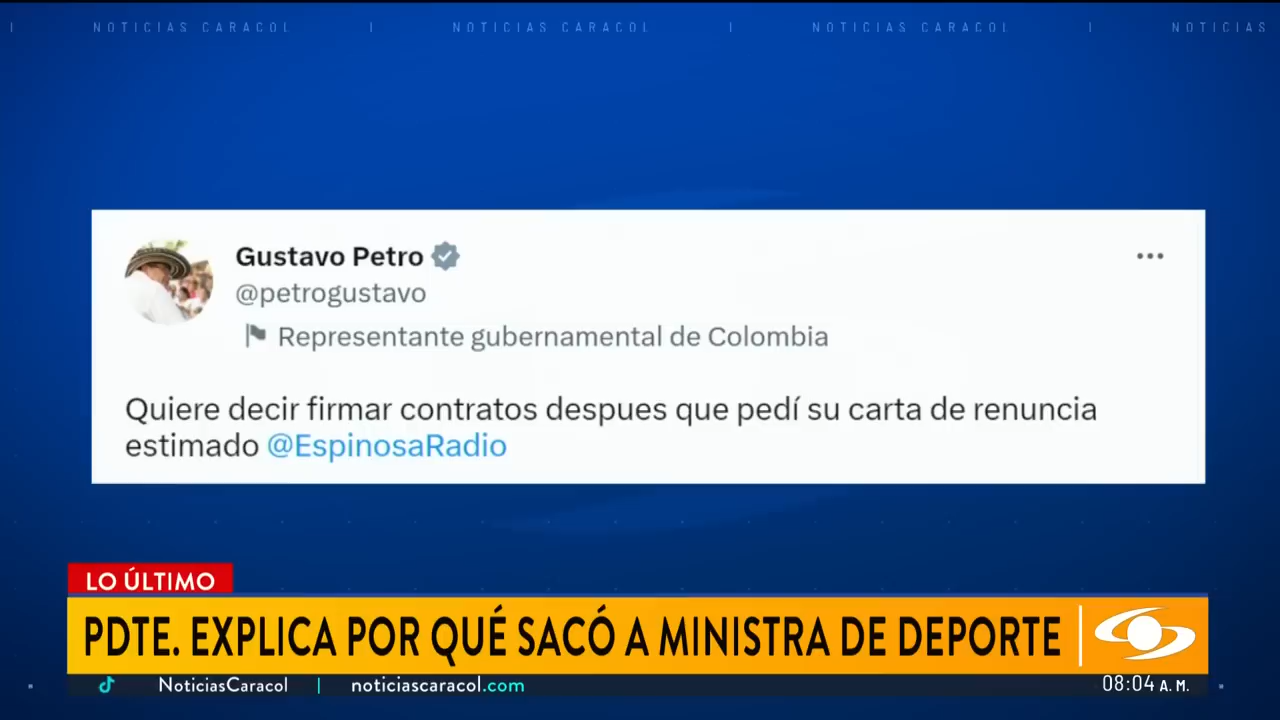 NOTICIAS CARACOL | NOTICIAS CARACOL | NOTICIAS CARACOL | NOTICIAS
Gustavo Petro
@petrogustavo
Representante gubernamental de Colombia
Quiere decir firmar contratos despues que pedí su carta de renuncia
estimado @EspinosaRadio
LO ÚLTIMO
PDTE. EXPLICA POR QUÉ SACÓ A MINISTRA DE DEPORTE
NoticiasCaracol | noticiascaracol.com
08:04 A. M.